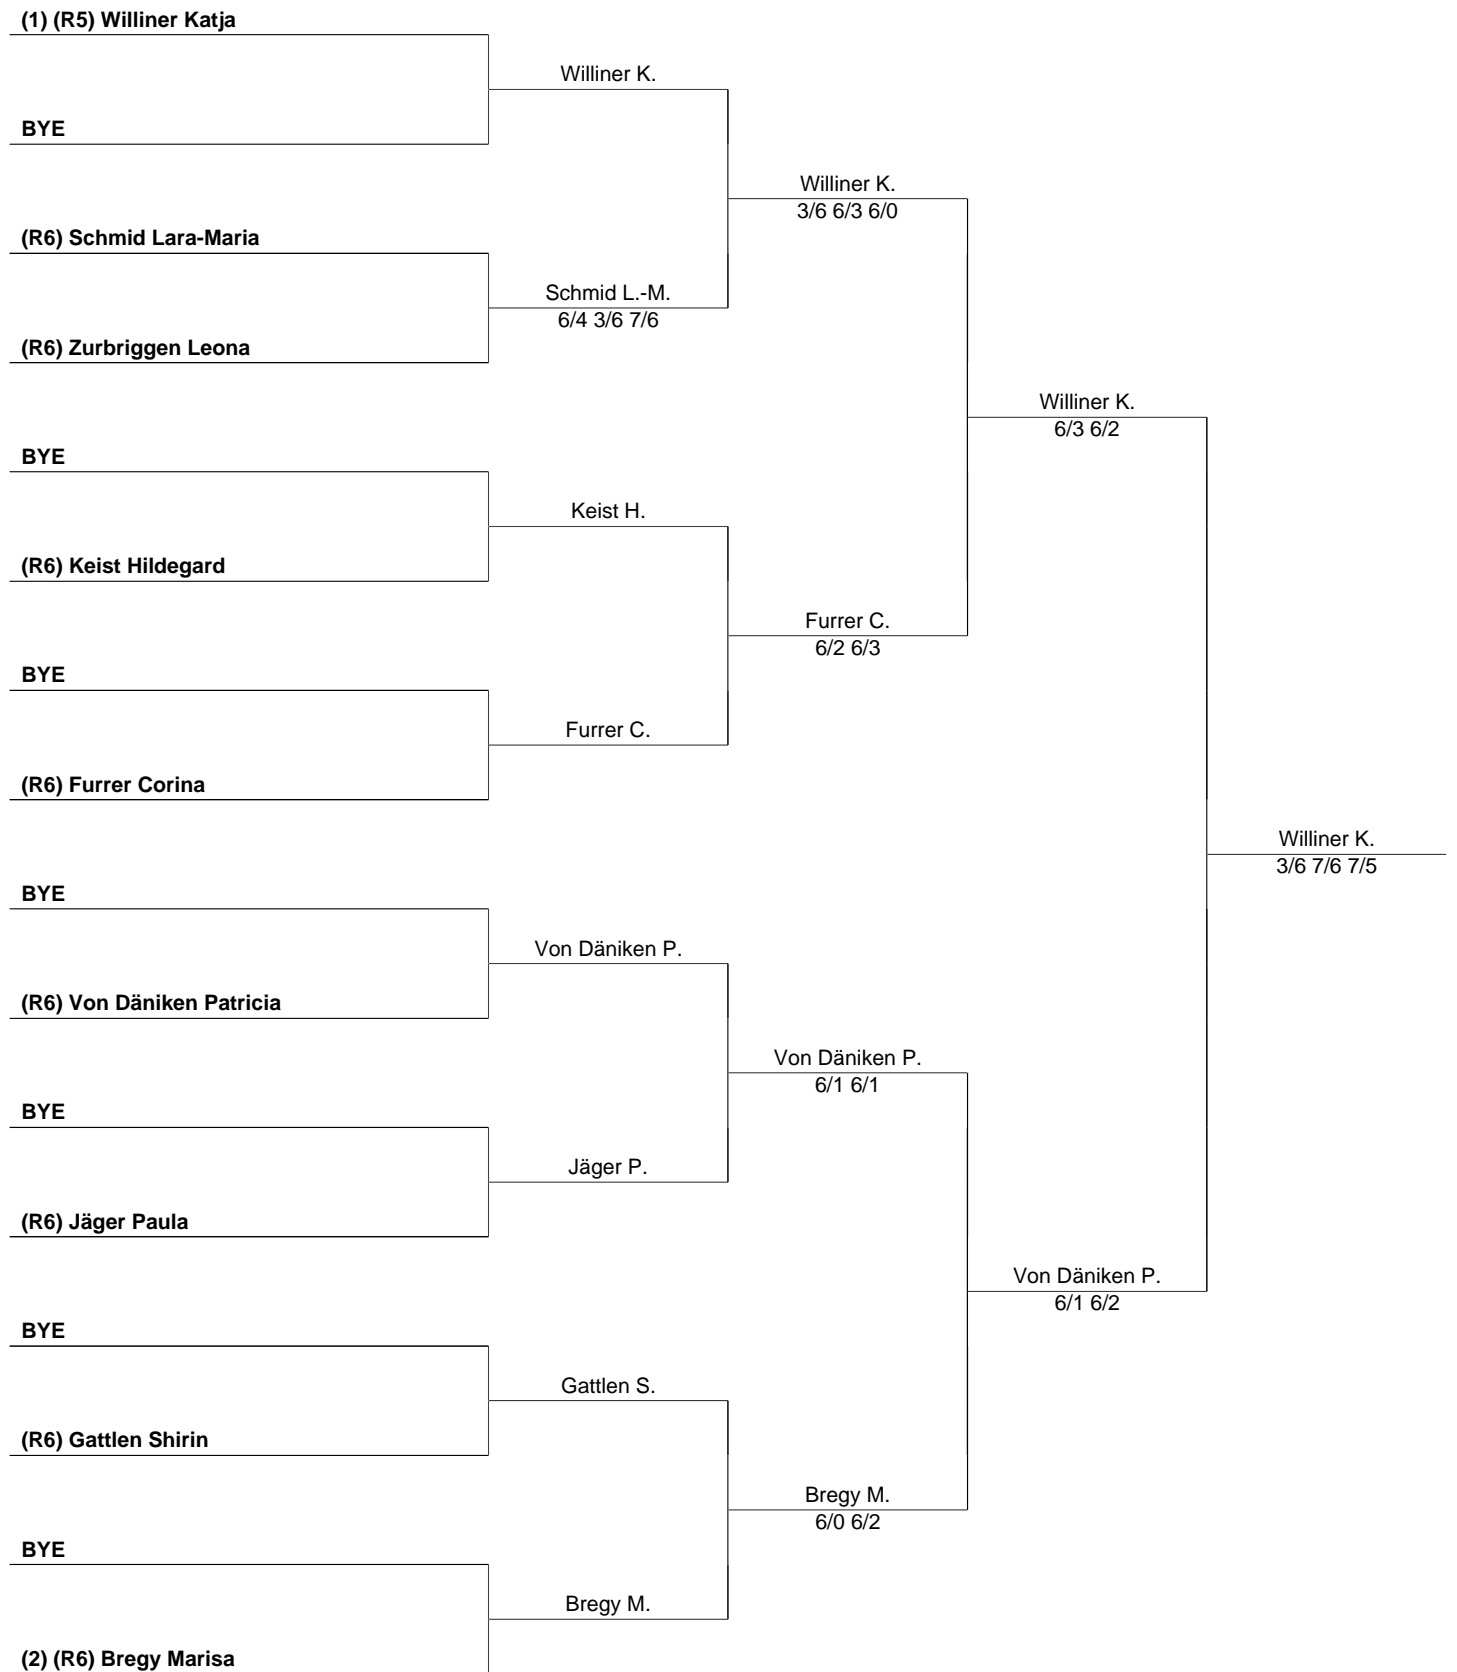 (1) (R5) Williner Katja
Williner K.
BYE
Williner K.
3/6 6/3 6/0
(R6) Schmid Lara-Maria
Schmid L.-M.
6/4 3/6 7/6
(R6) Zurbriggen Leona
Williner K.
6/3 6/2
BYE
Keist H.
(R6) Keist Hildegard
Furrer C.
6/2 6/3
BYE
Furrer C.
(R6) Furrer Corina
Williner K.
3/6 7/6 7/5
BYE
Von Däniken P.
(R6) Von Däniken Patricia
Von Däniken P.
6/1 6/1
BYE
Jäger P.
(R6) Jäger Paula
Von Däniken P.
6/1 6/2
BYE
Gattlen S.
(R6) Gattlen Shirin
Bregy M.
6/0 6/2
BYE
Bregy M.
(2) (R6) Bregy Marisa